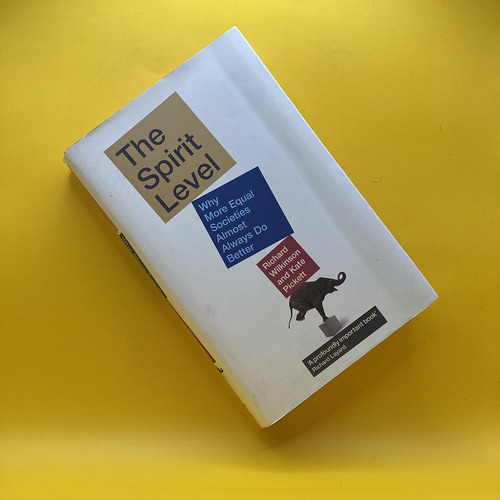 The
Spirit
Level
Why
More Equal
Societies
Almost
Always Do
Better
Richard
Wilkinson
and Kate
Pickett
'A profoundly important book'
Richard Layard